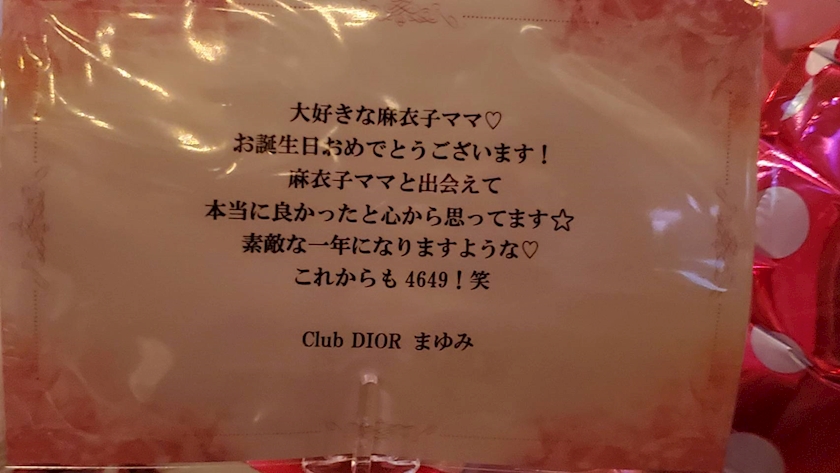 大好きな麻衣子ママ♡
お誕生日おめでとうございます！
麻衣子ママと出会えて
本当に良かったと心から思ってます☆
素敵な一年になりますような♡
これからも 4649！笑
Club DIOR まゆみ